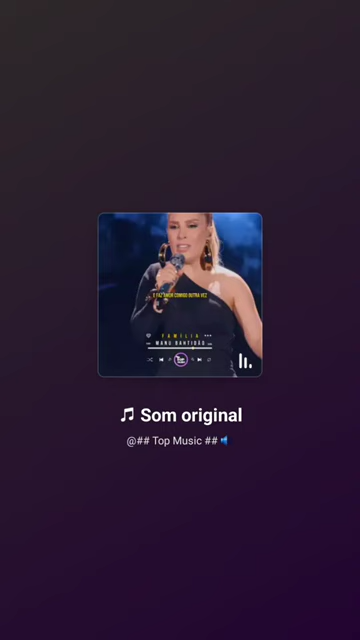 E FAZ AMOR COMIGO OUTRA VEZ
FAMÍLIA
MANU BAHTIDÃO
♫ Som original
@## Top Music ##